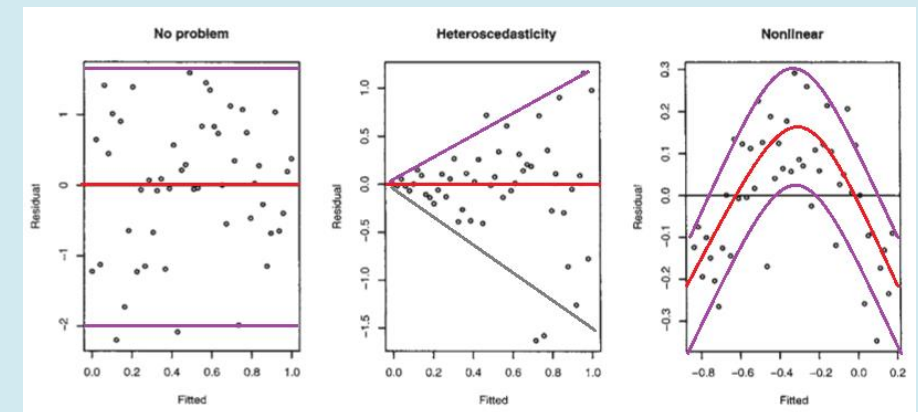 No problem
Residual
1
0
−1
−2
0.0 0.2 0.4 0.6 0.8 1.0
Fitted
Heteroscedasticity
Residual
1.0
0.5
0.0
−0.5
−1.0
−1.5
0.0 0.2 0.4 0.6 0.8 1.0
Fitted
Nonlinear
Residual
0.3
0.2
0.1
0.0
−0.1
−0.2
−0.3
−0.8 −0.6 −0.4 −0.2 0.0 0.2
Fitted